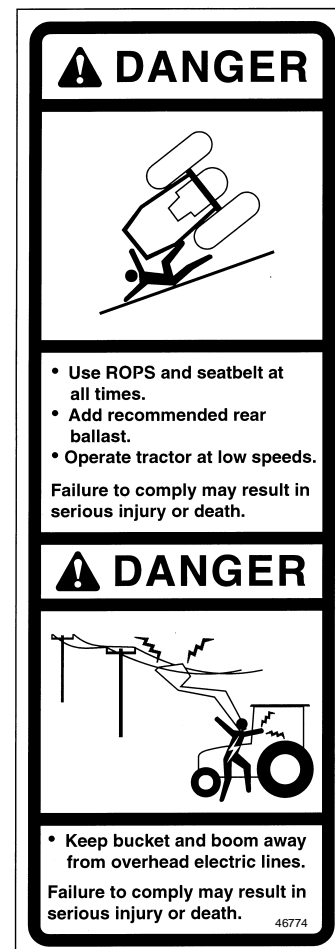 DANGER
• Use ROPS and seatbelt at
all times.
• Add recommended rear
ballast.
• Operate tractor at low speeds.
Failure to comply may result in
serious injury or death.
DANGER
• Keep bucket and boom away
from overhead electric lines.
Failure to comply may result in
serious injury or death.
46774